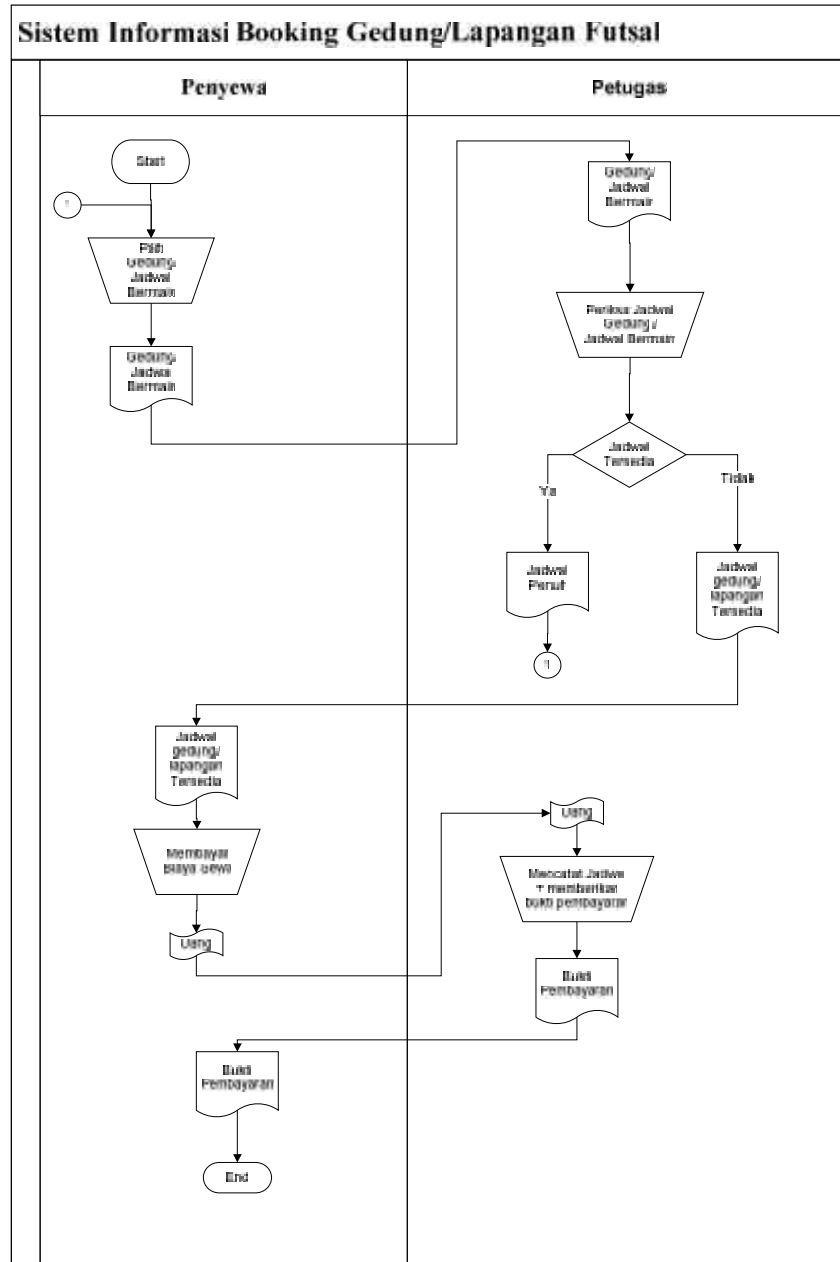 Sistem Informasi Booking Gedung/Lapangan Futsal
Penyewa
Petugas
Start
Pilih
Gedung/
Jadwal
Bermain
Gedung/
Jadwal
Bermain
Gedung/
Jadwal
Bermain
Periksa Jadwal
Gedung /
Jadwal Bermain
Jadwal
Tersedia
Ya
Tidak
Jadwal
Penuh
Jadwal
gedung/
lapangan
Tersedia
1
Jadwal
gedung/
lapangan
Tersedia
Membayar
Biaya Sewa
Uang
Uang
Mencatat Jadwal
+ memberikan
bukti pembayaran
Bukti
Pembayaran
Bukti
Pembayaran
End